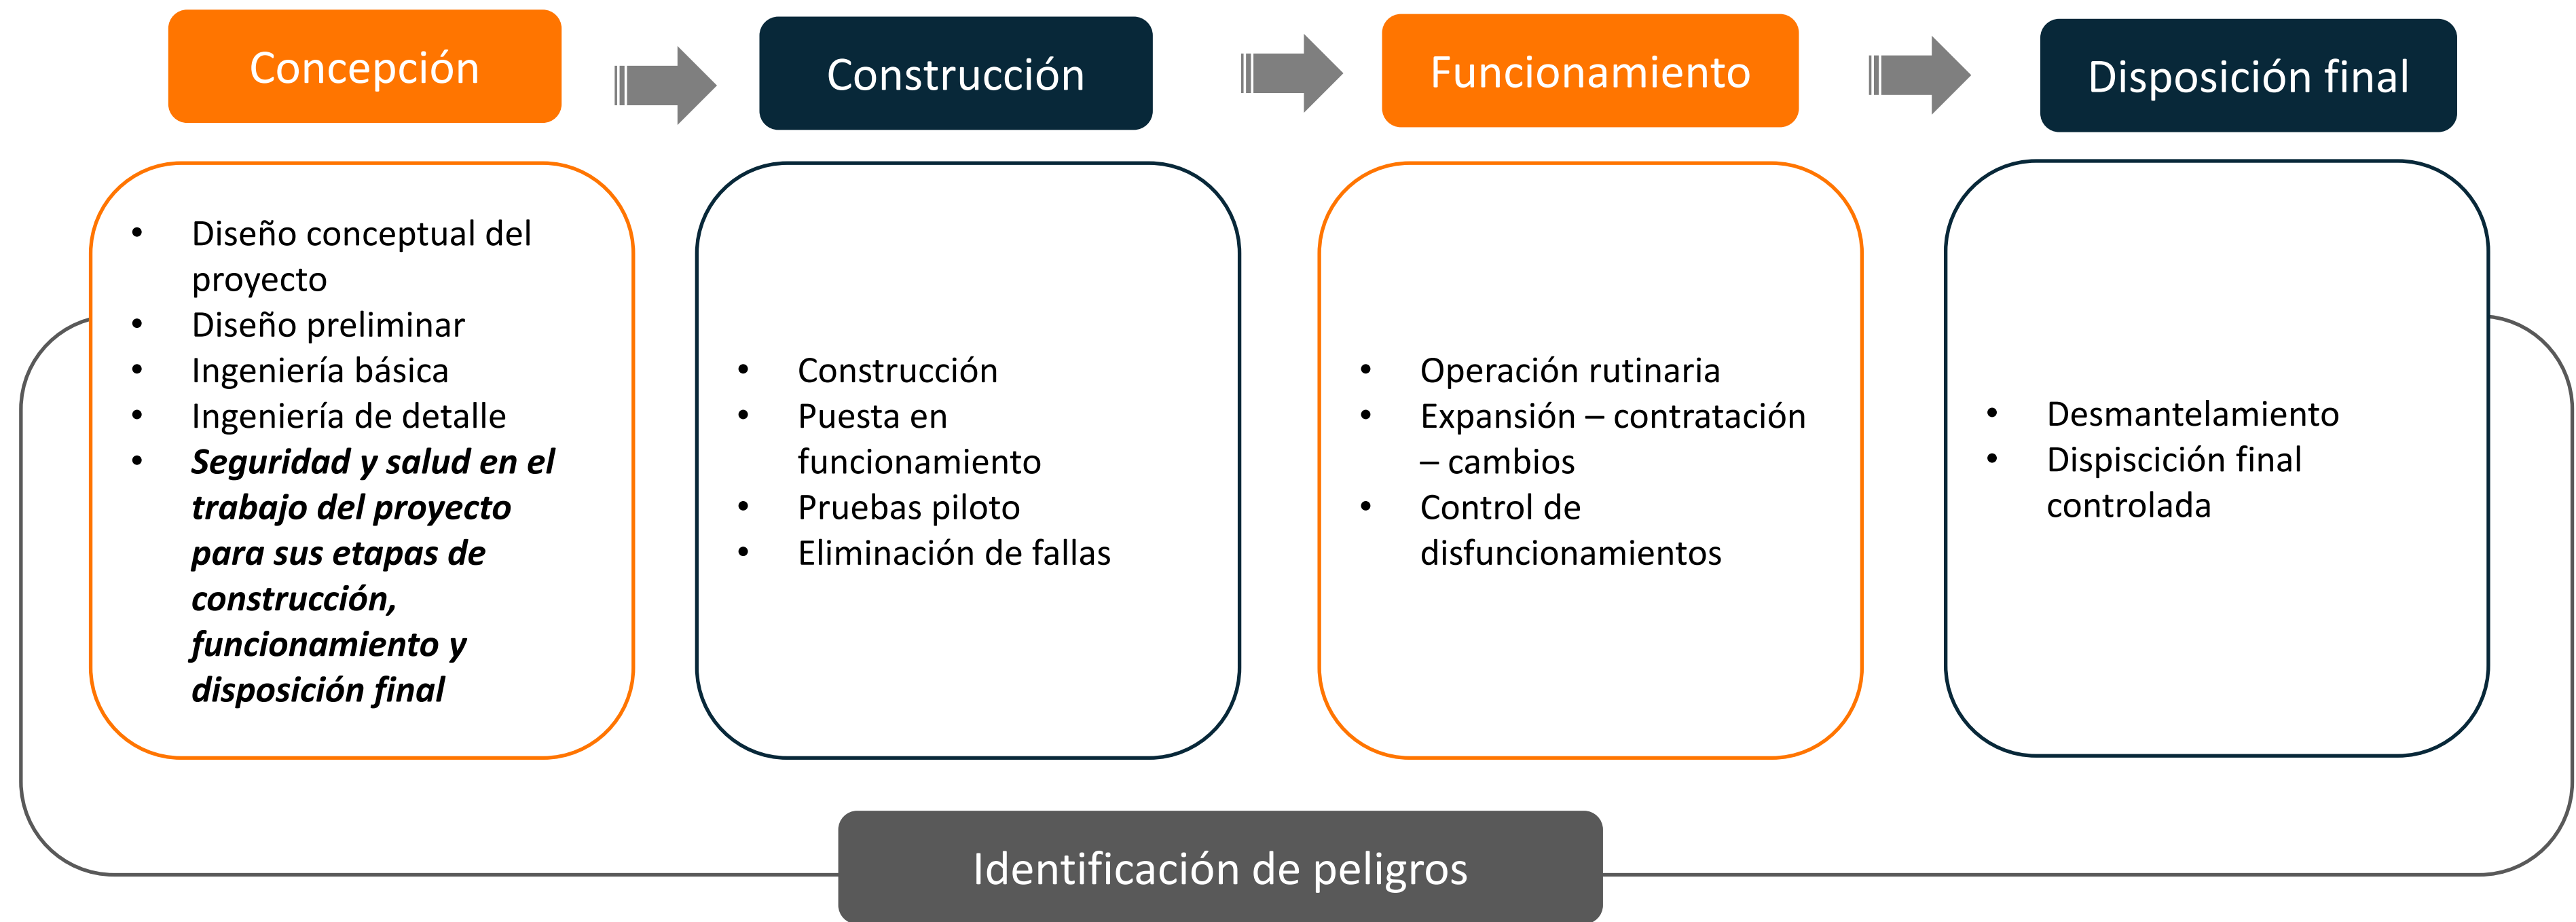 Concepción
Construcción
Funcionamiento
Disposición final
• Diseño conceptual del
proyecto
• Diseño preliminar
• Ingeniería básica
• Ingeniería de detalle
• Seguridad y salud en el
trabajo del proyecto
para sus etapas de
construcción,
funcionamiento y
disposición final
• Construcción
• Puesta en
funcionamiento
• Pruebas piloto
• Eliminación de fallas
• Operación rutinaria
• Expansión – contratación
– cambios
• Control de
disfuncionamientos
• Desmantelamiento
• Dispiscición final
controlada
Identificación de peligros